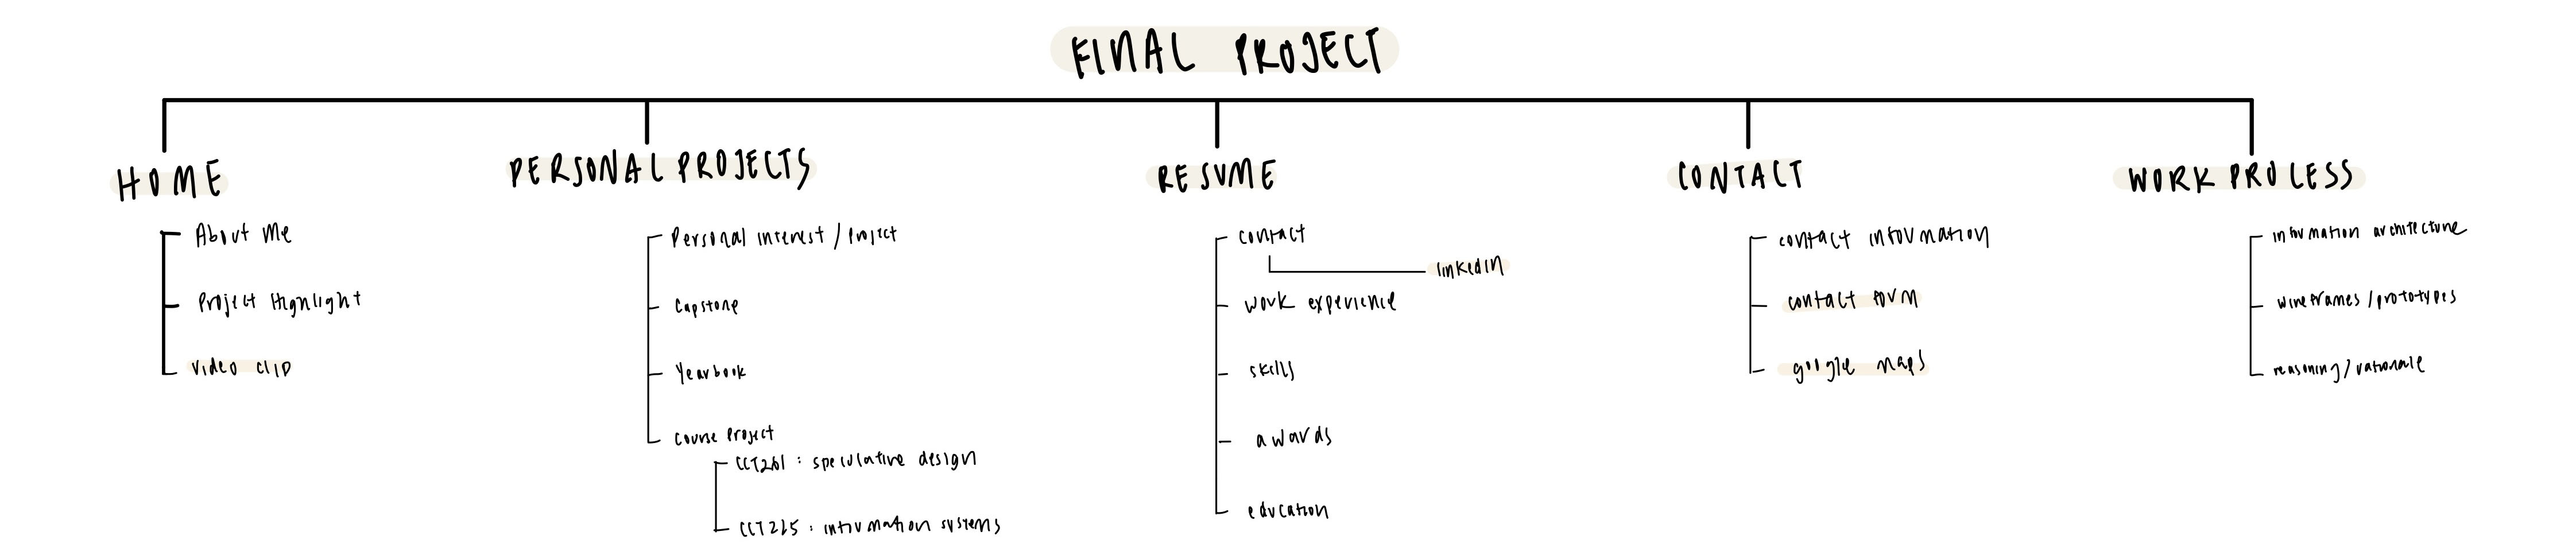 FINAL PROJECT
HOME
About Me
Project Highlight
Video clip
PERSONAL PROJECTS
Personal interest / Project
Capstone
Yearbook
Course Project
CCT261 : speculative design
: information systems
RESUME
contact
linkedin
work experience
skills
awards
education
CONTACT
contact information
contact form
google maps
WORK PROCESS
information architecture
wireframes / prototypes
reasoning / rationale